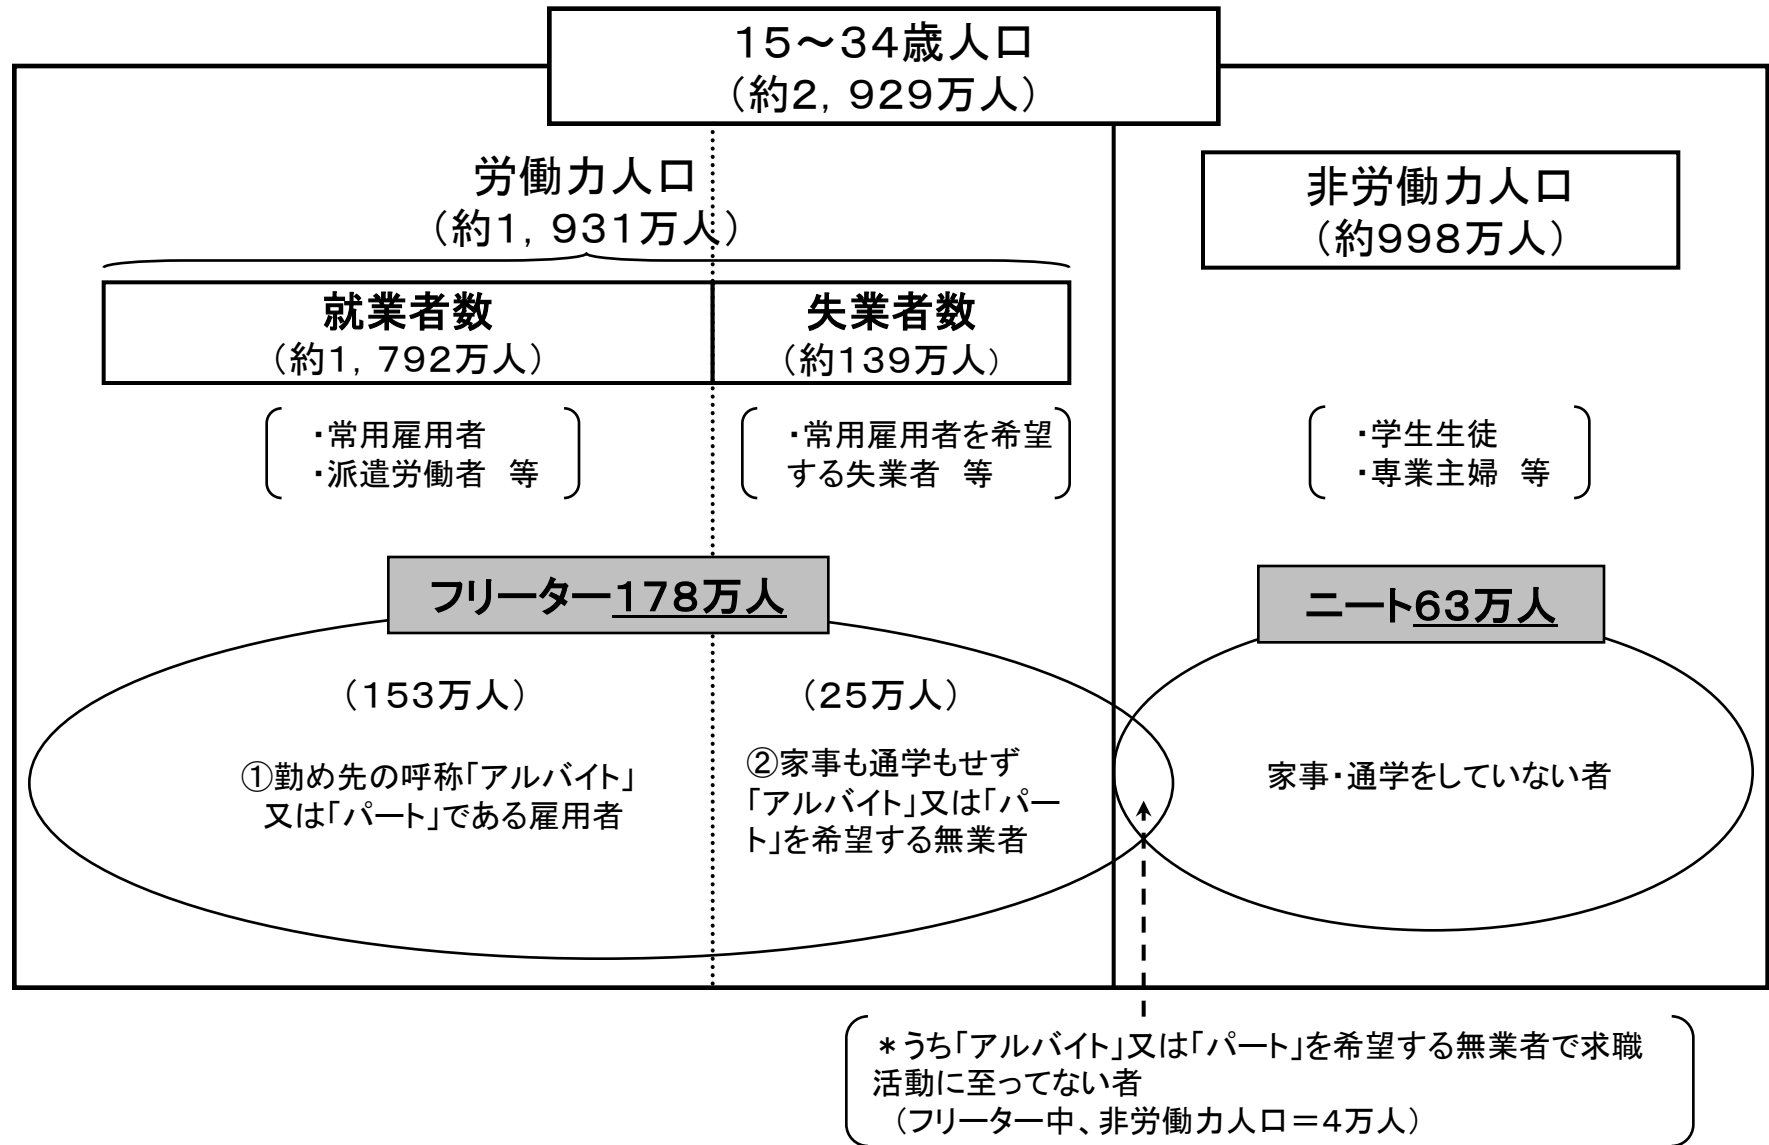 15～34歳人口
（約2，929万人）
労働力人口
（約1，931万人）
非労働力人口
（約998万人）
就業者数
（約1，792万人）
失業者数
（約139万人）
・常用雇用者
・派遣労働者　等
・常用雇用者を希望
する失業者　等
・学生生徒
・専業主婦　等
フリーター178万人
ニート63万人
（153万人）
（25万人）
①勤め先の呼称「アルバイト」
又は「パート」である雇用者
②家事も通学もせず
「アルバイト」又は「パー
ト」を希望する無業者
家事・通学をしていない者
＊うち「アルバイト」又は「パート」を希望する無業者で求職
活動に至ってない者
（フリーター中、非労働力人口＝4万人）